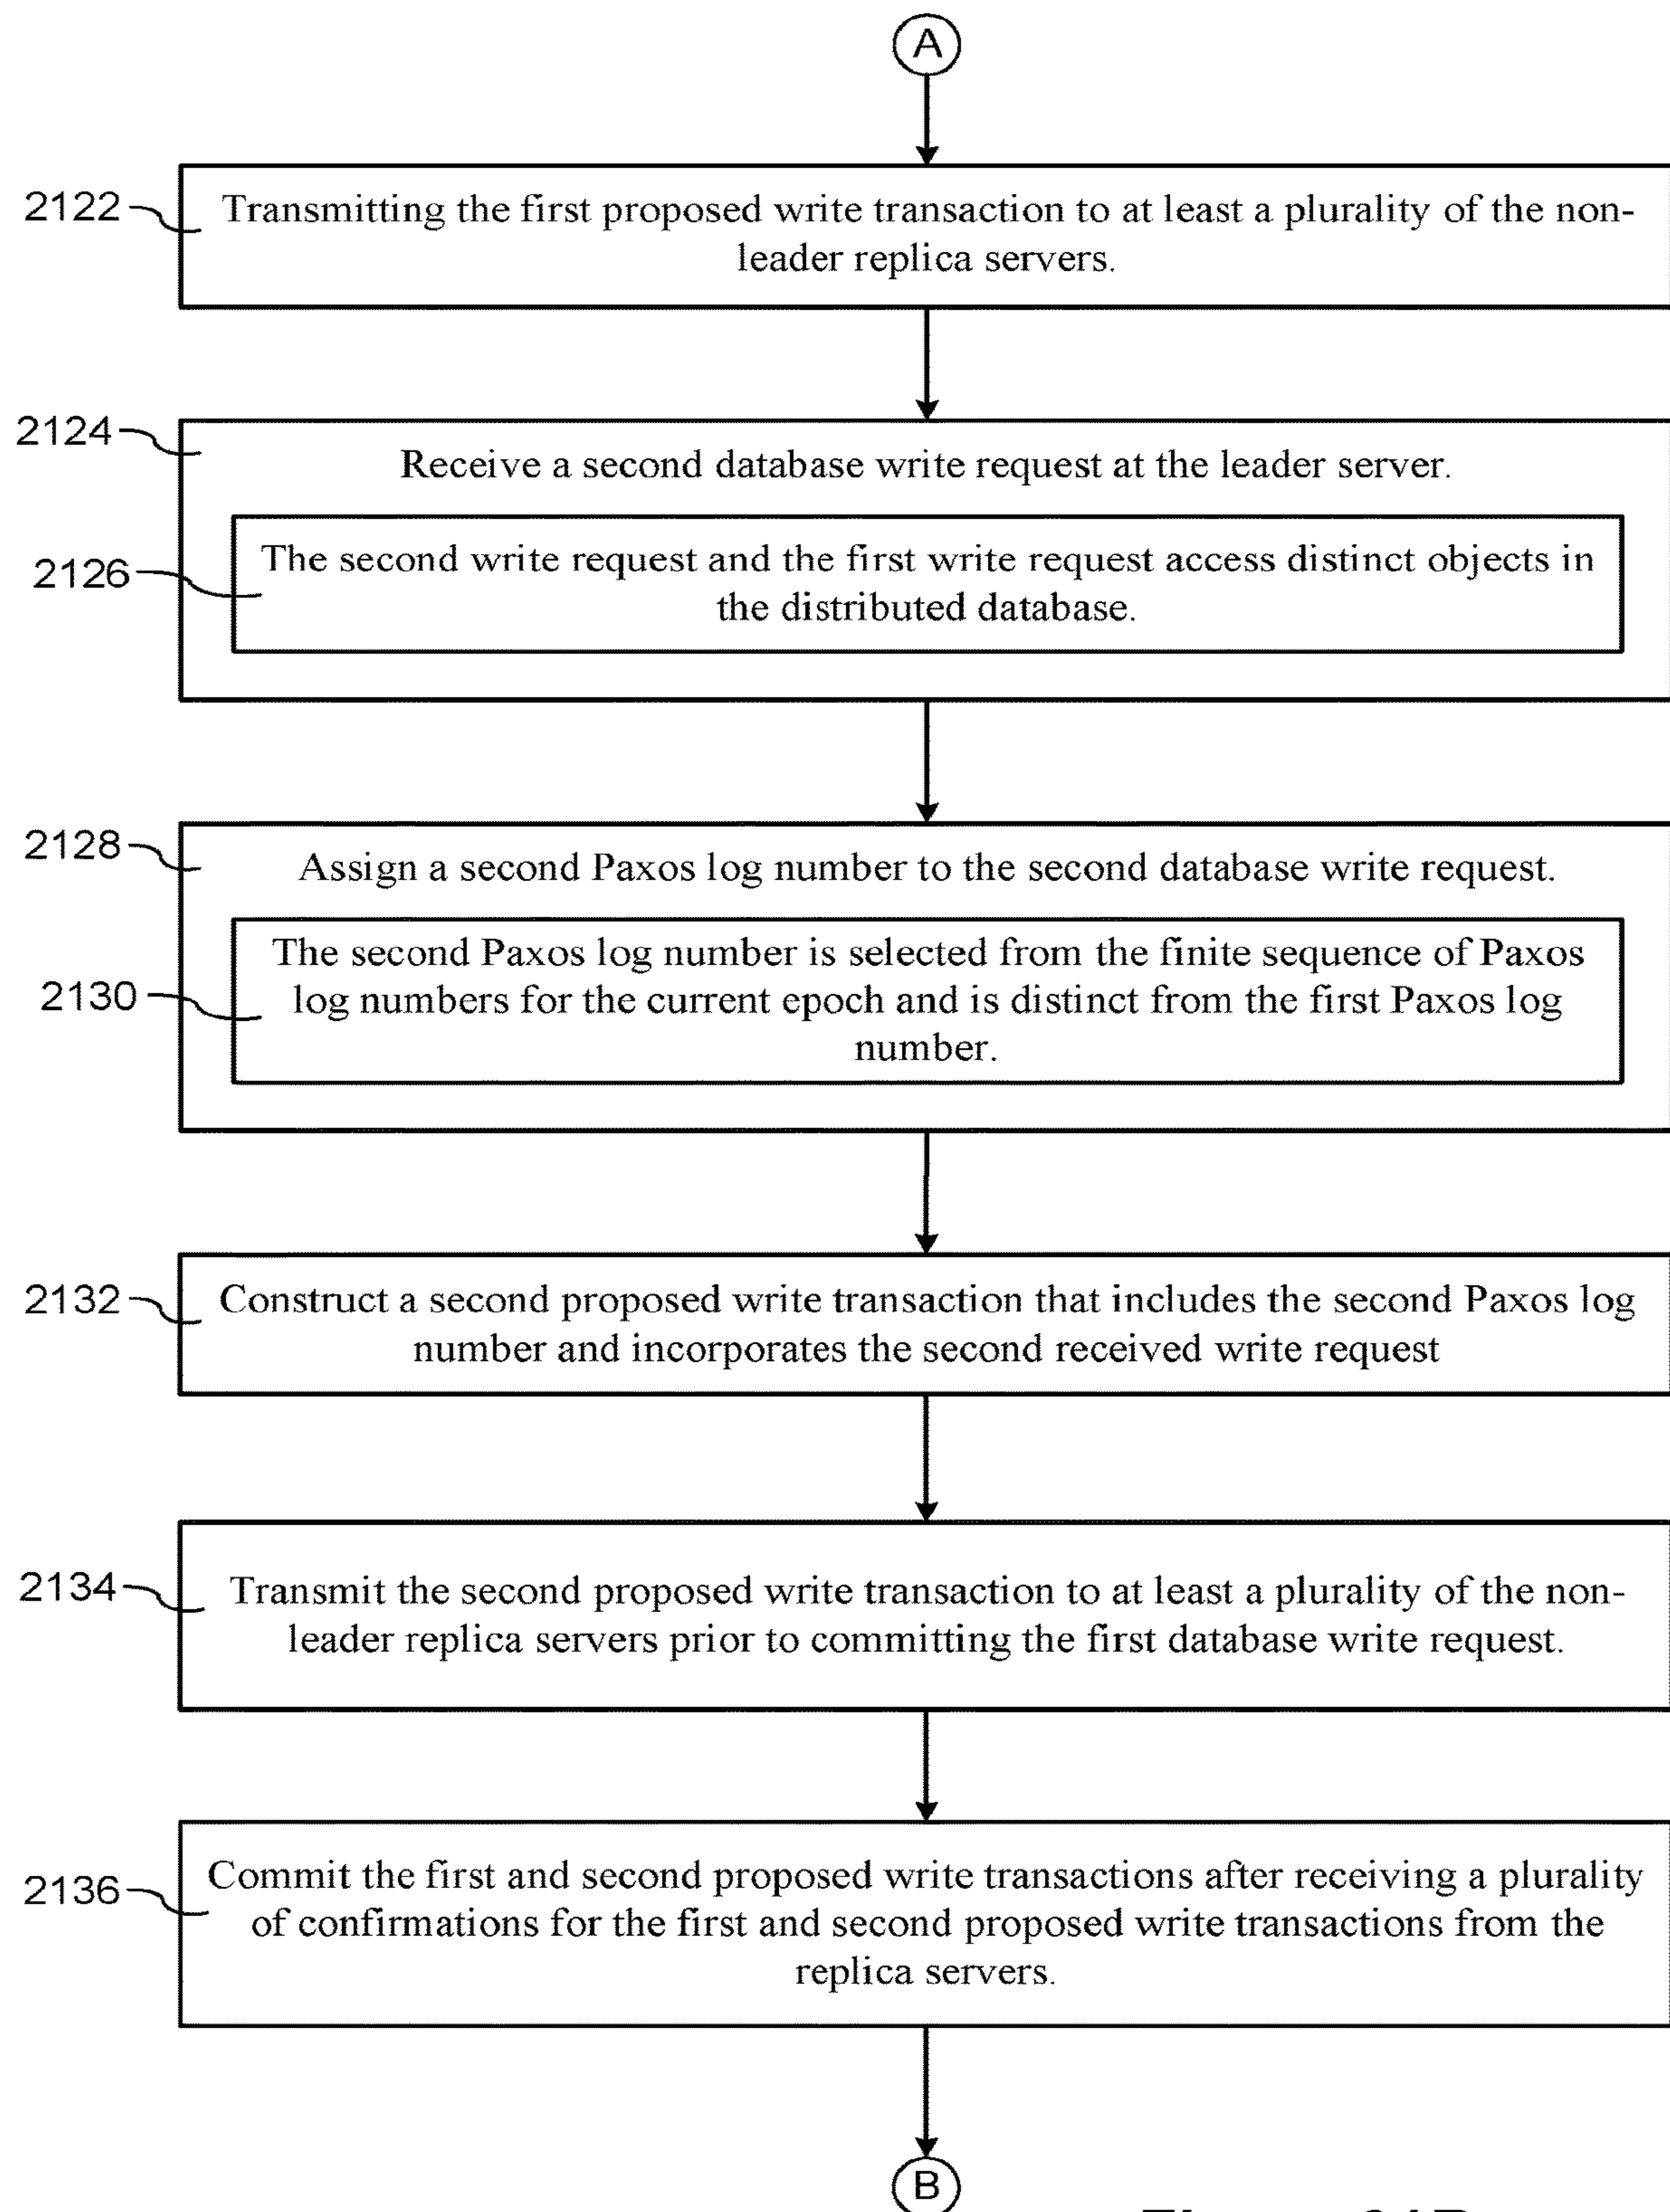 A
2122
Transmitting the first proposed write transaction to at least a plurality of the non-
leader replica servers.
2124
Receive a second database write request at the leader server.
2126
The second write request and the first write request access distinct objects in
the distributed database.
2128
Assign a second Paxos log number to the second database write request.
2130
The second Paxos log number is selected from the finite sequence of Paxos
log numbers for the current epoch and is distinct from the first Paxos log
number.
2132
Construct a second proposed write transaction that includes the second Paxos log
number and incorporates the second received write request
2134
Transmit the second proposed write transaction to at least a plurality of the non-
leader replica servers prior to committing the first database write request.
2136
Commit the first and second proposed write transactions after receiving a plurality
of confirmations for the first and second proposed write transactions from the
replica servers.
B